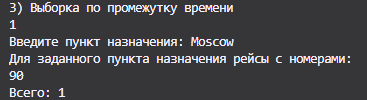 3) Выборка по промежутку времени
1
Введите пункт назначения: Moscow
Для заданного пункта назначения рейсы с номерами:
90
Всего: 1